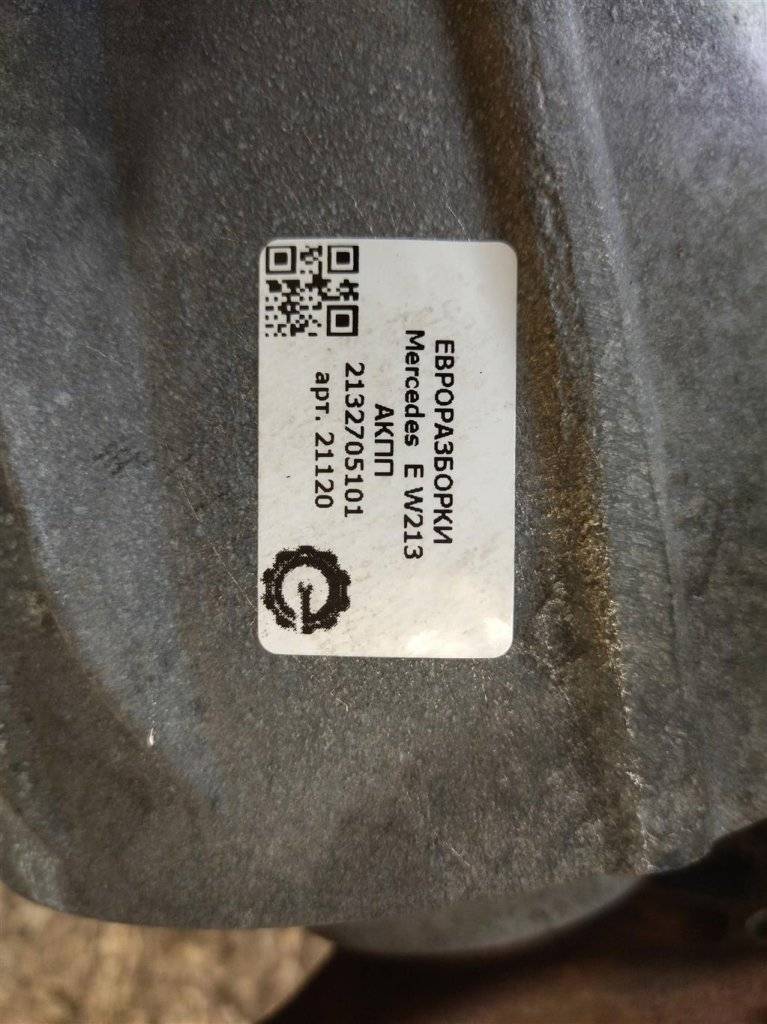 ЕВРОРАЗБОРКИ
Mercedes E W213
АКПП
2132705101
арт. 21120